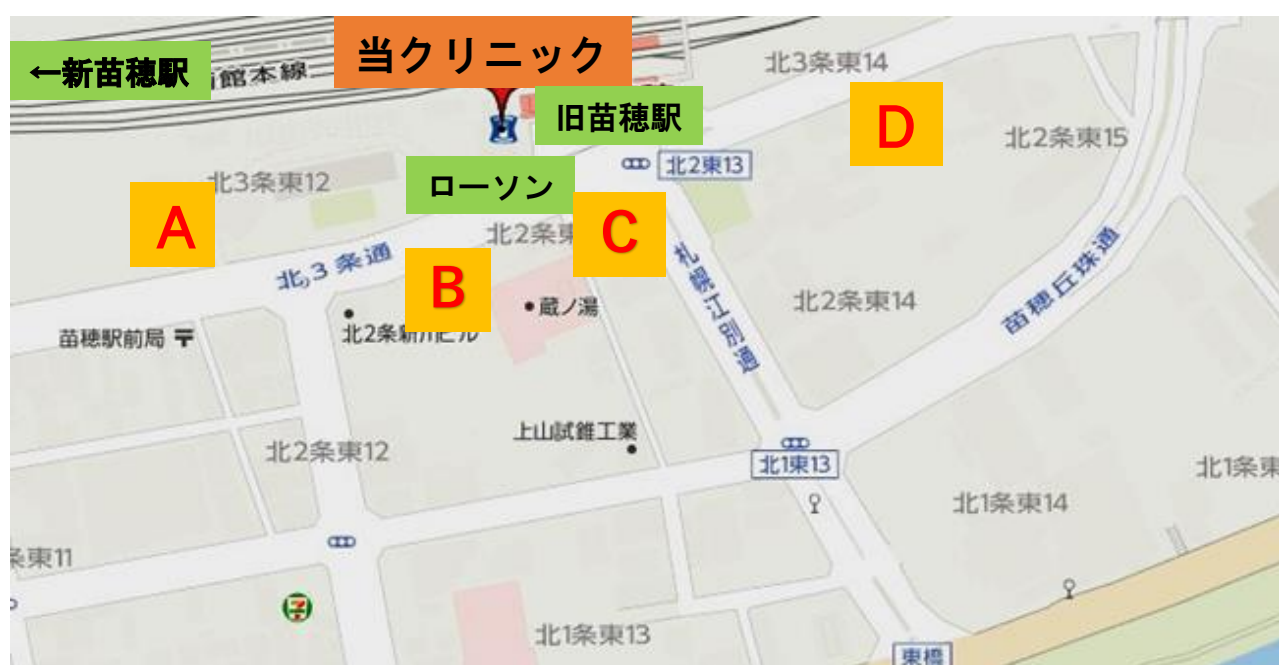 当クリニック
←新苗穂駅
館本線
北3条東14
D
旧苗穂駅
北2条東15
北2東13
北3条東12
ローソン
A
C
北2条東
北3条通
B
札幌江別通
苗穂丘珠通
蔵ノ湯
北2条東14
苗穂駅前局
北2条新川ビル
上山試錐工業
北2条東12
北1東13
北1条東
北1条東14
条東11
7
北1条東13
東橋